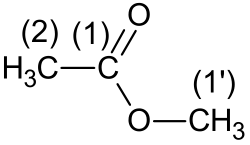 O
(2) (1)
H3C C (1')
O CH3